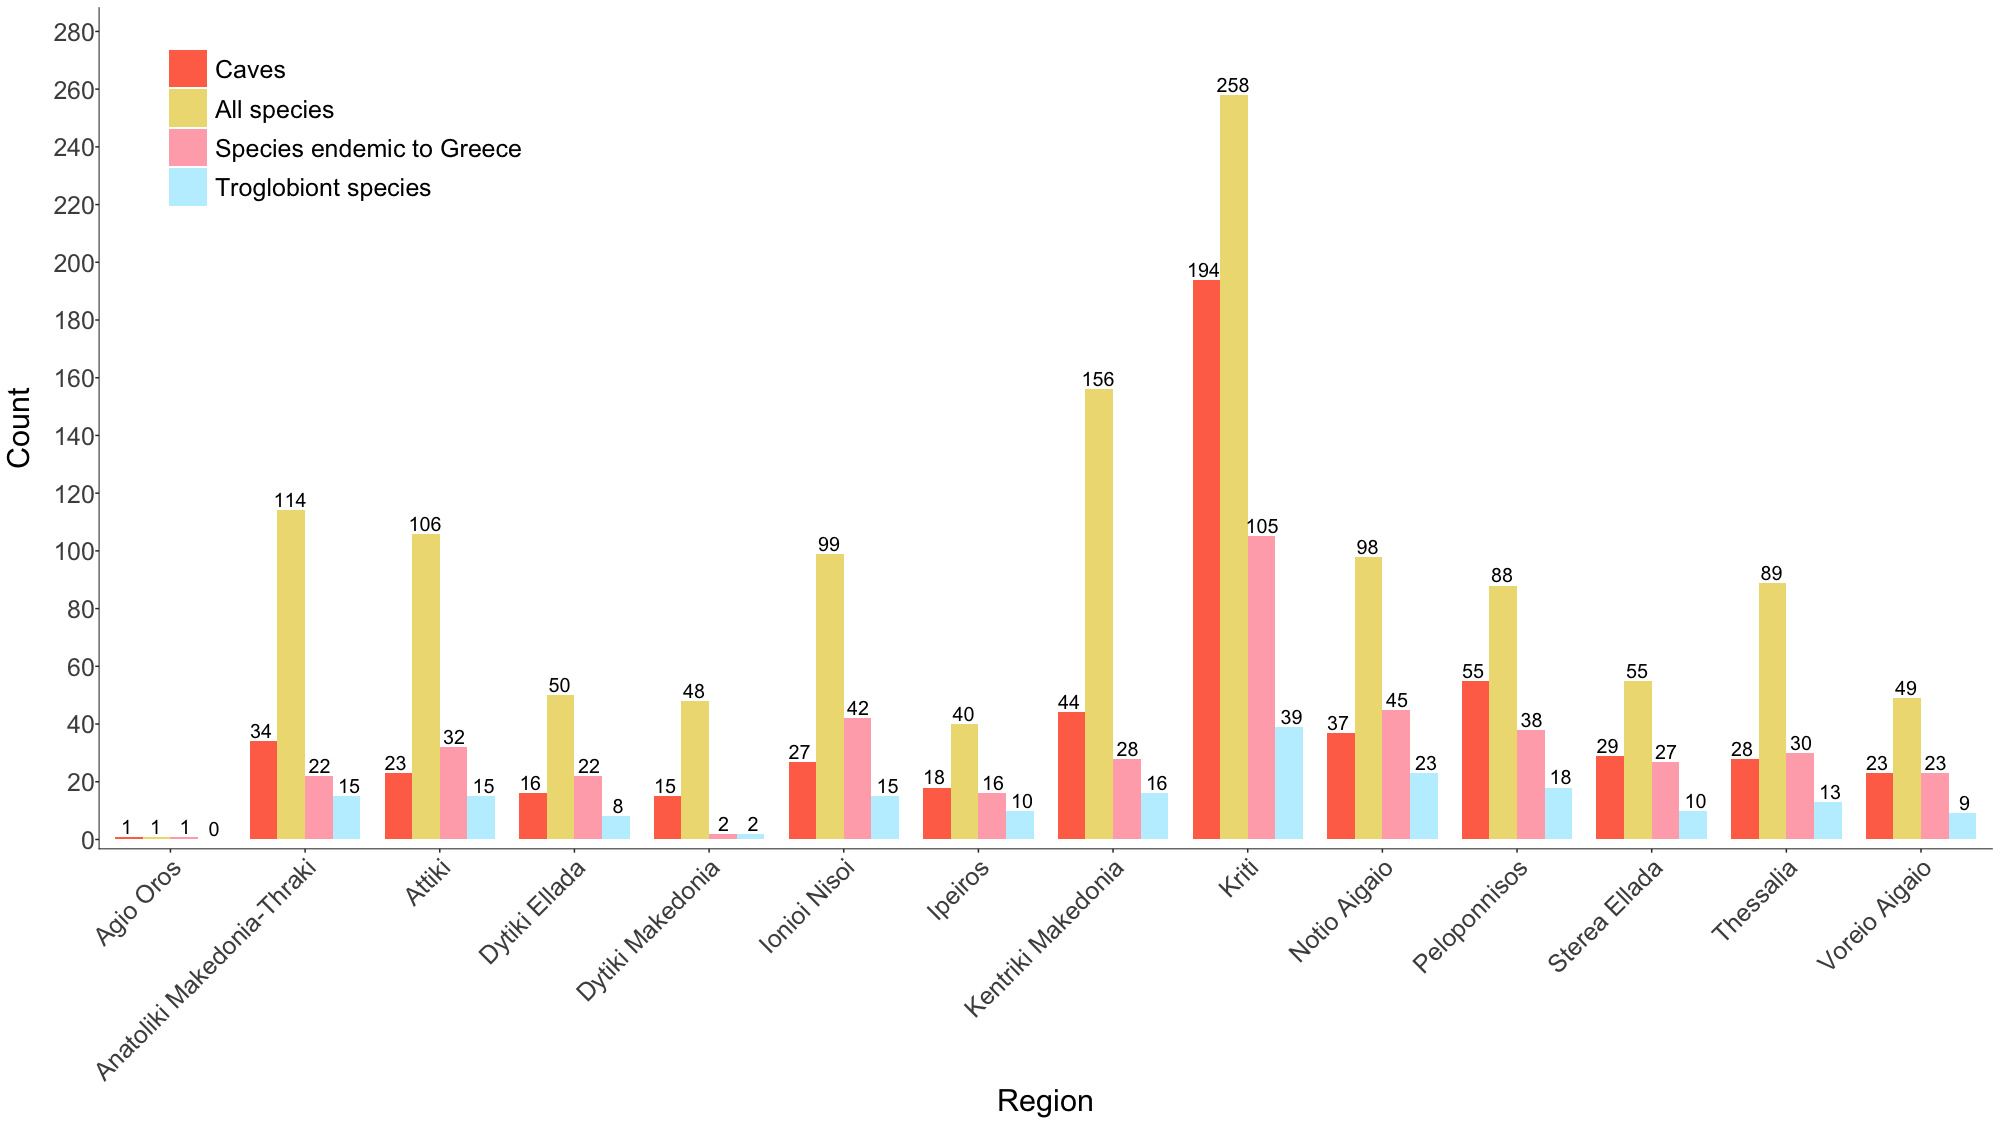 280
260
240
220
200
180
160
140
120
100
80
60
40
20
0
Count
Caves
All species
Species endemic to Greece
Troglobiont species
1 1 1 0
34 114 22 15
23 106 32 15
16 50 22 8
15 48 2 2
27 99 42 15
18 40 16 10
44 156 28 16
194 258 105 39
37 98 45 23
55 88 38 18
29 55 27 10
28 89 30 13
23 49 23 9
Agio Oros
Anatoliki Makedonia-Thraki
Attiki
Dytiki Ellada
Dytiki Makedonia
Ionioi Nisoi
Ipeiros
Kentriki Makedonia
Kriti
Notio Aigaio
Peloponnisos
Sterea Ellada
Thessalia
Voreio Aigaio
Region